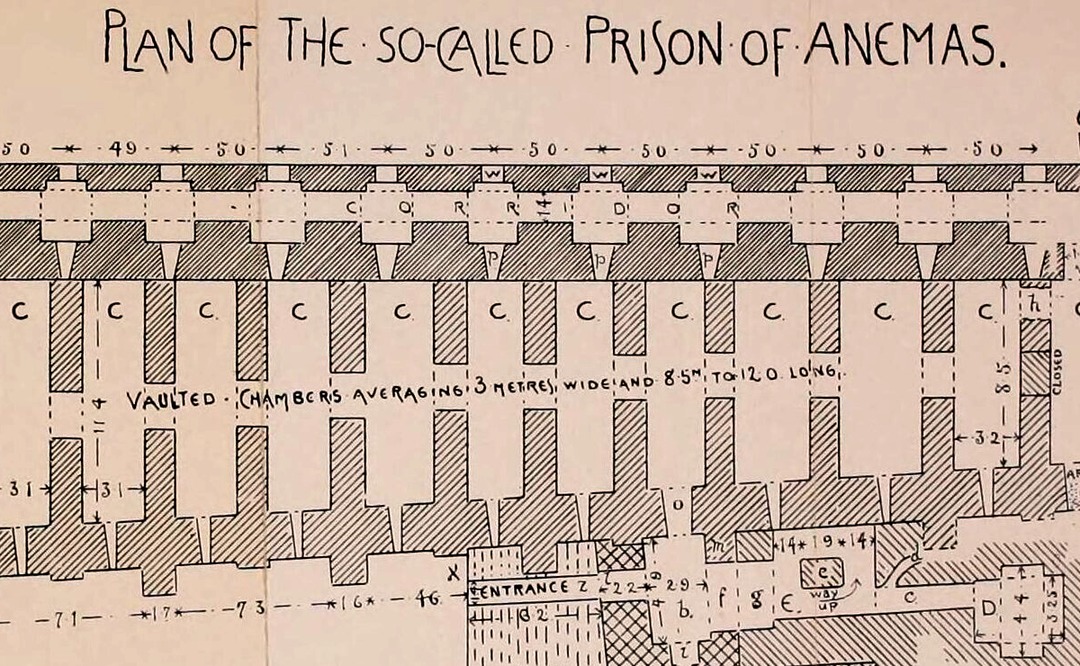 PLAN OF THE · SO-CALLED · PRISON · OF · ANEMAS.
50 49 50 51 50 50 50 50 50 50
W W W
C O R R I D O R
14
P P P
C C C. C C. C C. C C. C C.
h
VAULTED · CHAMBERS AVERAGING 3 METRES, WIDE AND 8·5M TO 12·0 LONG.
CLOSED
11 4
8 5
3 2
3 1 3 1
o
m 14 19 14
X ENTRANCE Z 2 2 2 9
e
WAY UP
d
71 17 73 16 46
b. f g E. c. D 4 4 3 25
i